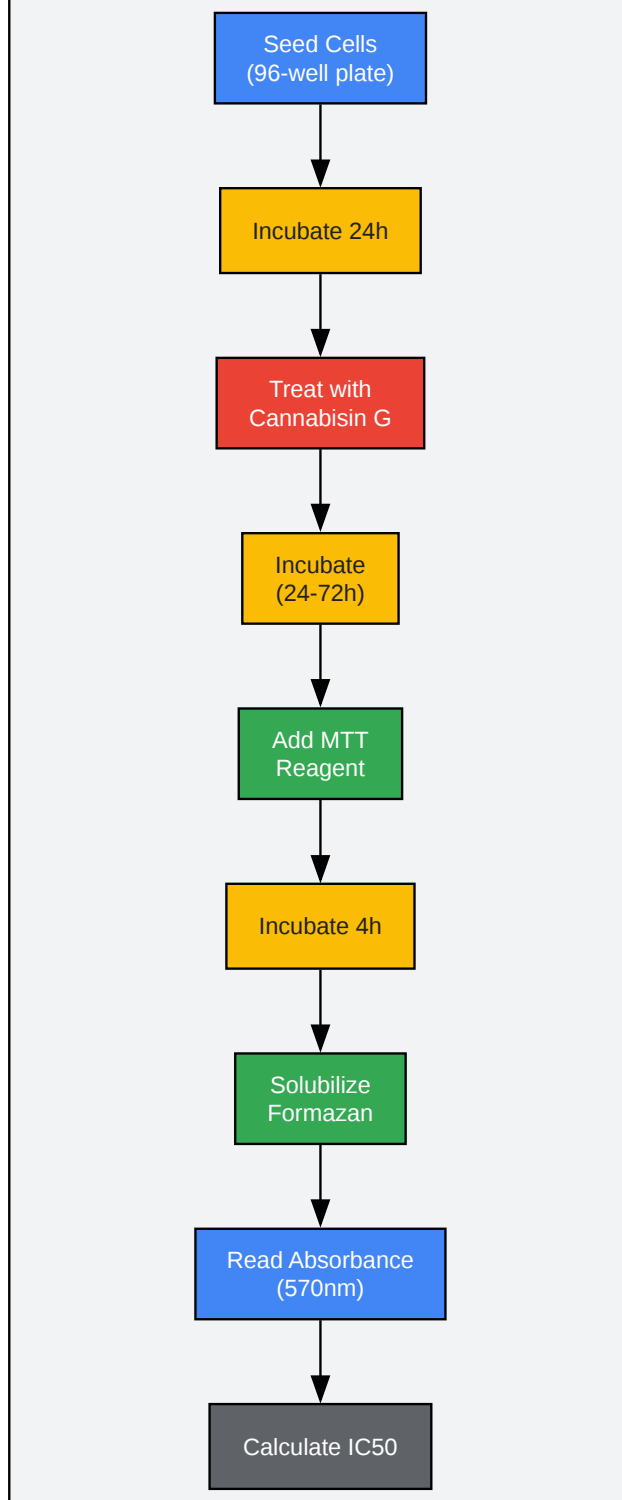 Seed Cells
(96-well plate)
Incubate 24h
Treat with
Cannabisin G
Incubate
(24-72h)
Add MTT
Reagent
Incubate 4h
Solubilize
Formazan
Read Absorbance
(570nm)
Calculate IC50